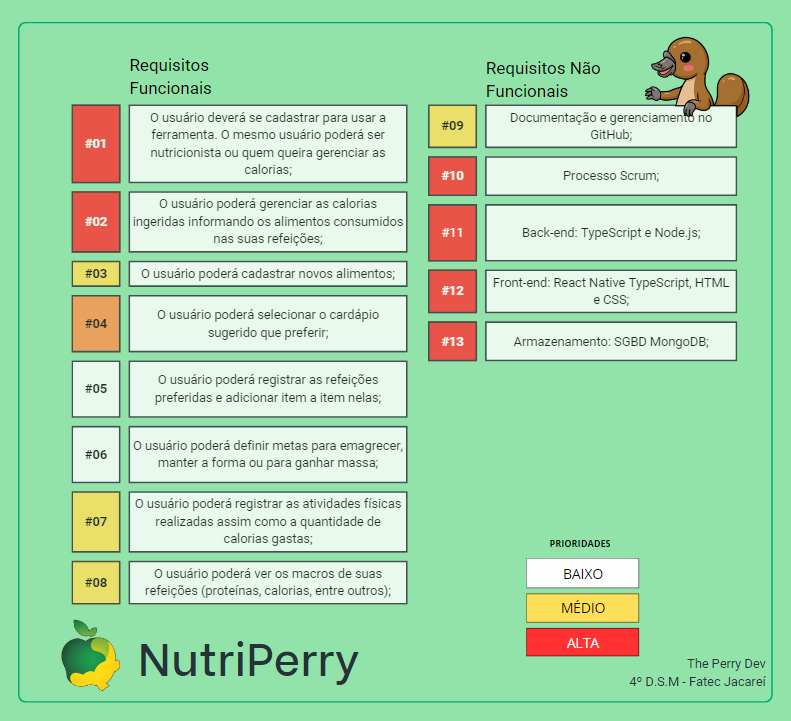 Requisitos
Funcionais
#01
O usuário deverá se cadastrar para usar a
ferramenta. O mesmo usuário poderá ser
nutricionista ou quem queira gerenciar as
calorias;
#02
O usuário poderá gerenciar as calorias
ingeridas informando os alimentos consumidos
nas suas refeições;
#03
O usuário poderá cadastrar novos alimentos;
#04
O usuário poderá selecionar o cardápio
sugerido que preferir;
#05
O usuário poderá registrar as refeições
preferidas e adicionar item a item nelas;
#06
O usuário poderá definir metas para emagrecer,
manter a forma ou para ganhar massa;
#07
O usuário poderá registrar as atividades físicas
realizadas assim como a quantidade de
calorias gastas;
#08
O usuário poderá ver os macros de suas
refeições (proteínas, calorias, entre outros);
Requisitos Não
Funcionais
#09
Documentação e gerenciamento no
GitHub;
#10
Processo Scrum;
#11
Back-end: TypeScript e Node.js;
#12
Front-end: React Native TypeScript, HTML
e CSS;
#13
Armazenamento: SGBD MongoDB;
PRIORIDADES
BAIXO
MÉDIO
ALTA
NutriPerry
The Perry Dev
4º D.S.M - Fatec Jacareí